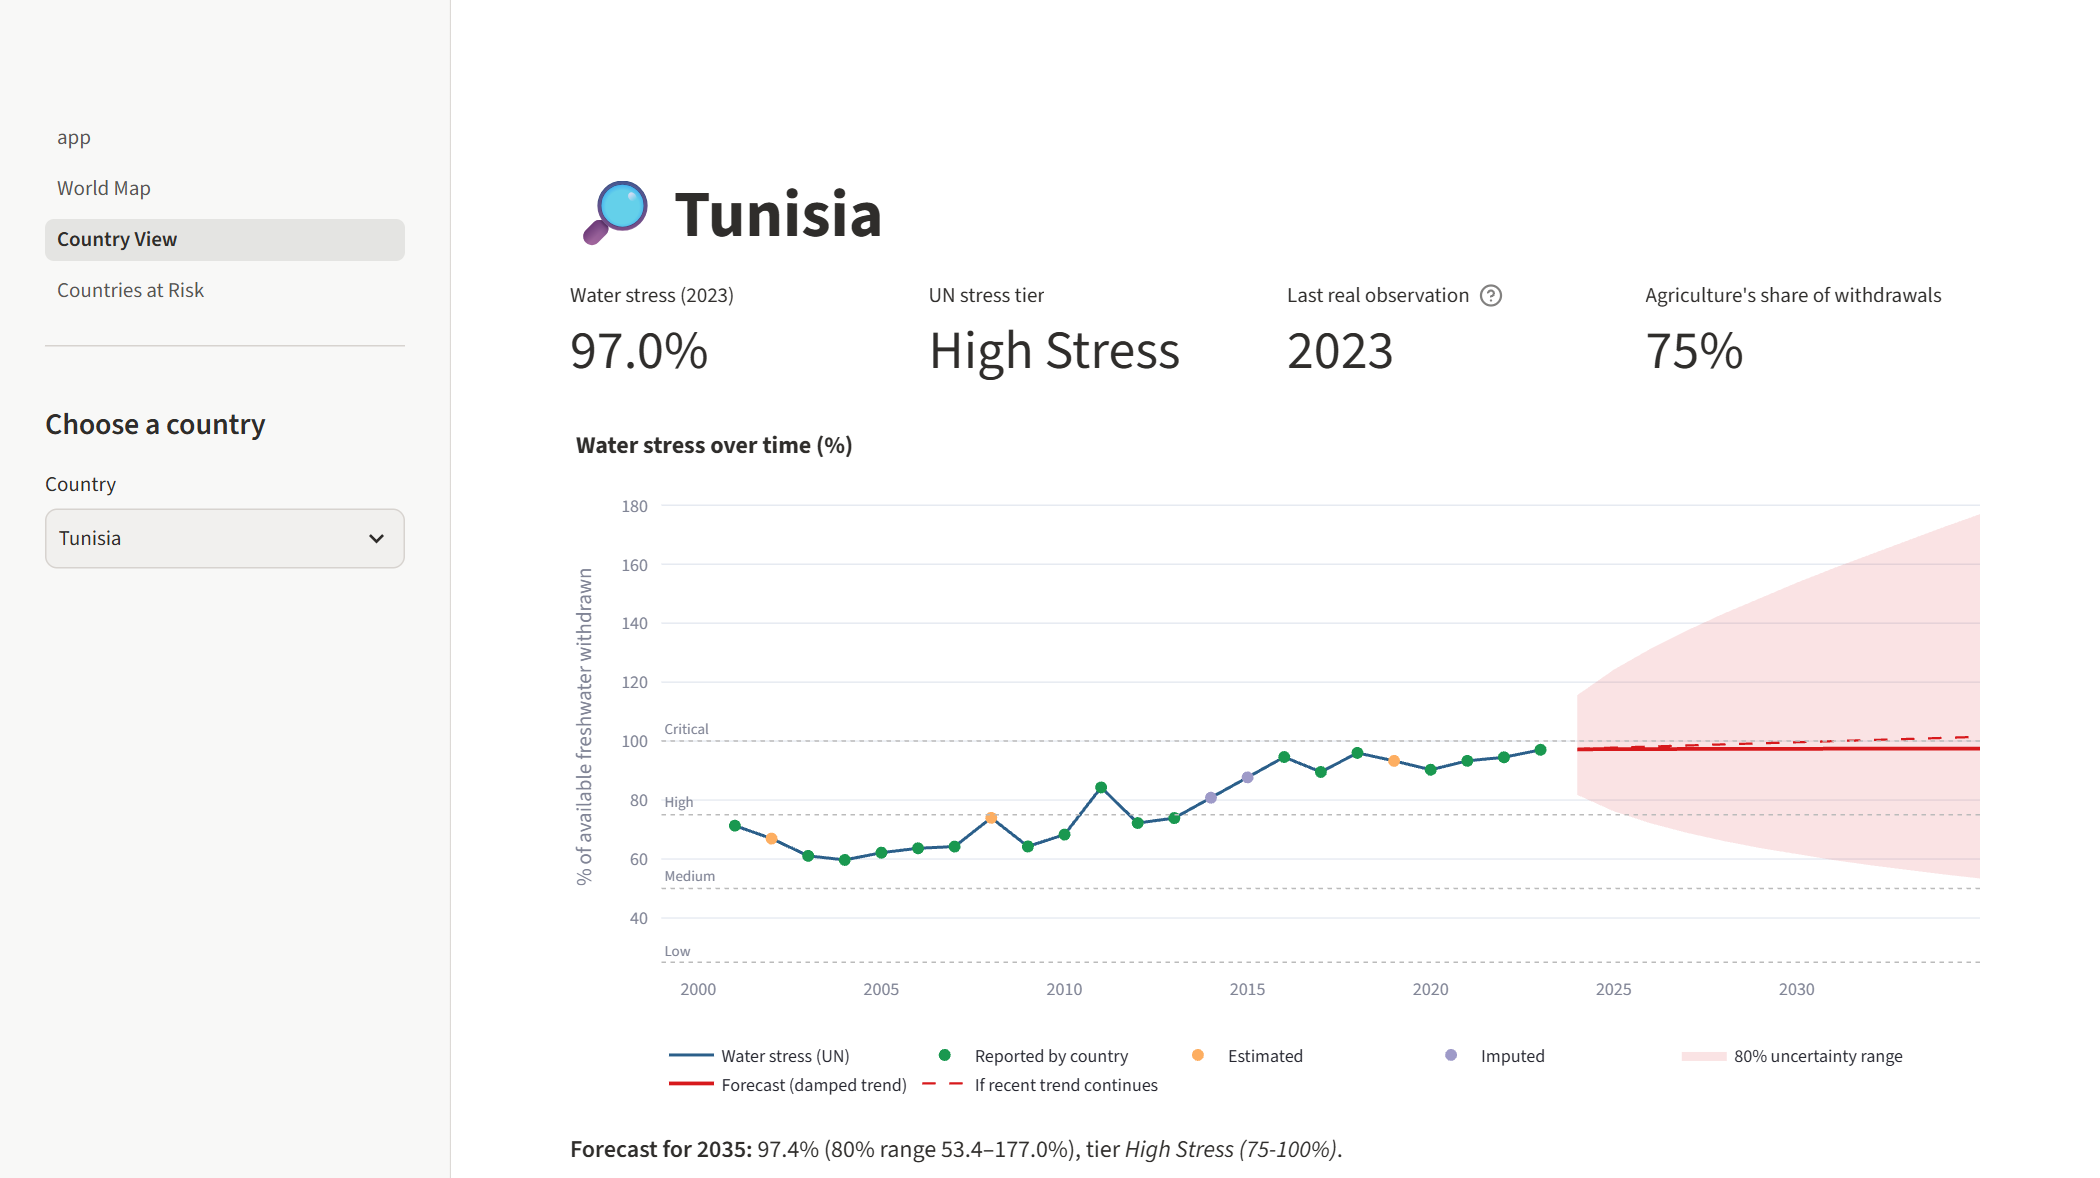 app
World Map
Country View
Countries at Risk
Choose a country
Country
Tunisia
Tunisia
Water stress (2023)
97.0%
UN stress tier
High Stress
Last real observation
2023
Agriculture's share of withdrawals
75%
Water stress over time (%)
% of available freshwater withdrawn
180
160
140
120
100
80
60
40
Critical
High
Medium
Low
2000 2005 2010 2015 2020 2025 2030
Water stress (UN) Reported by country Estimated Imputed 80% uncertainty range
Forecast (damped trend) If recent trend continues
Forecast for 2035: 97.4% (80% range 53.4–177.0%), tier High Stress (75-100%).